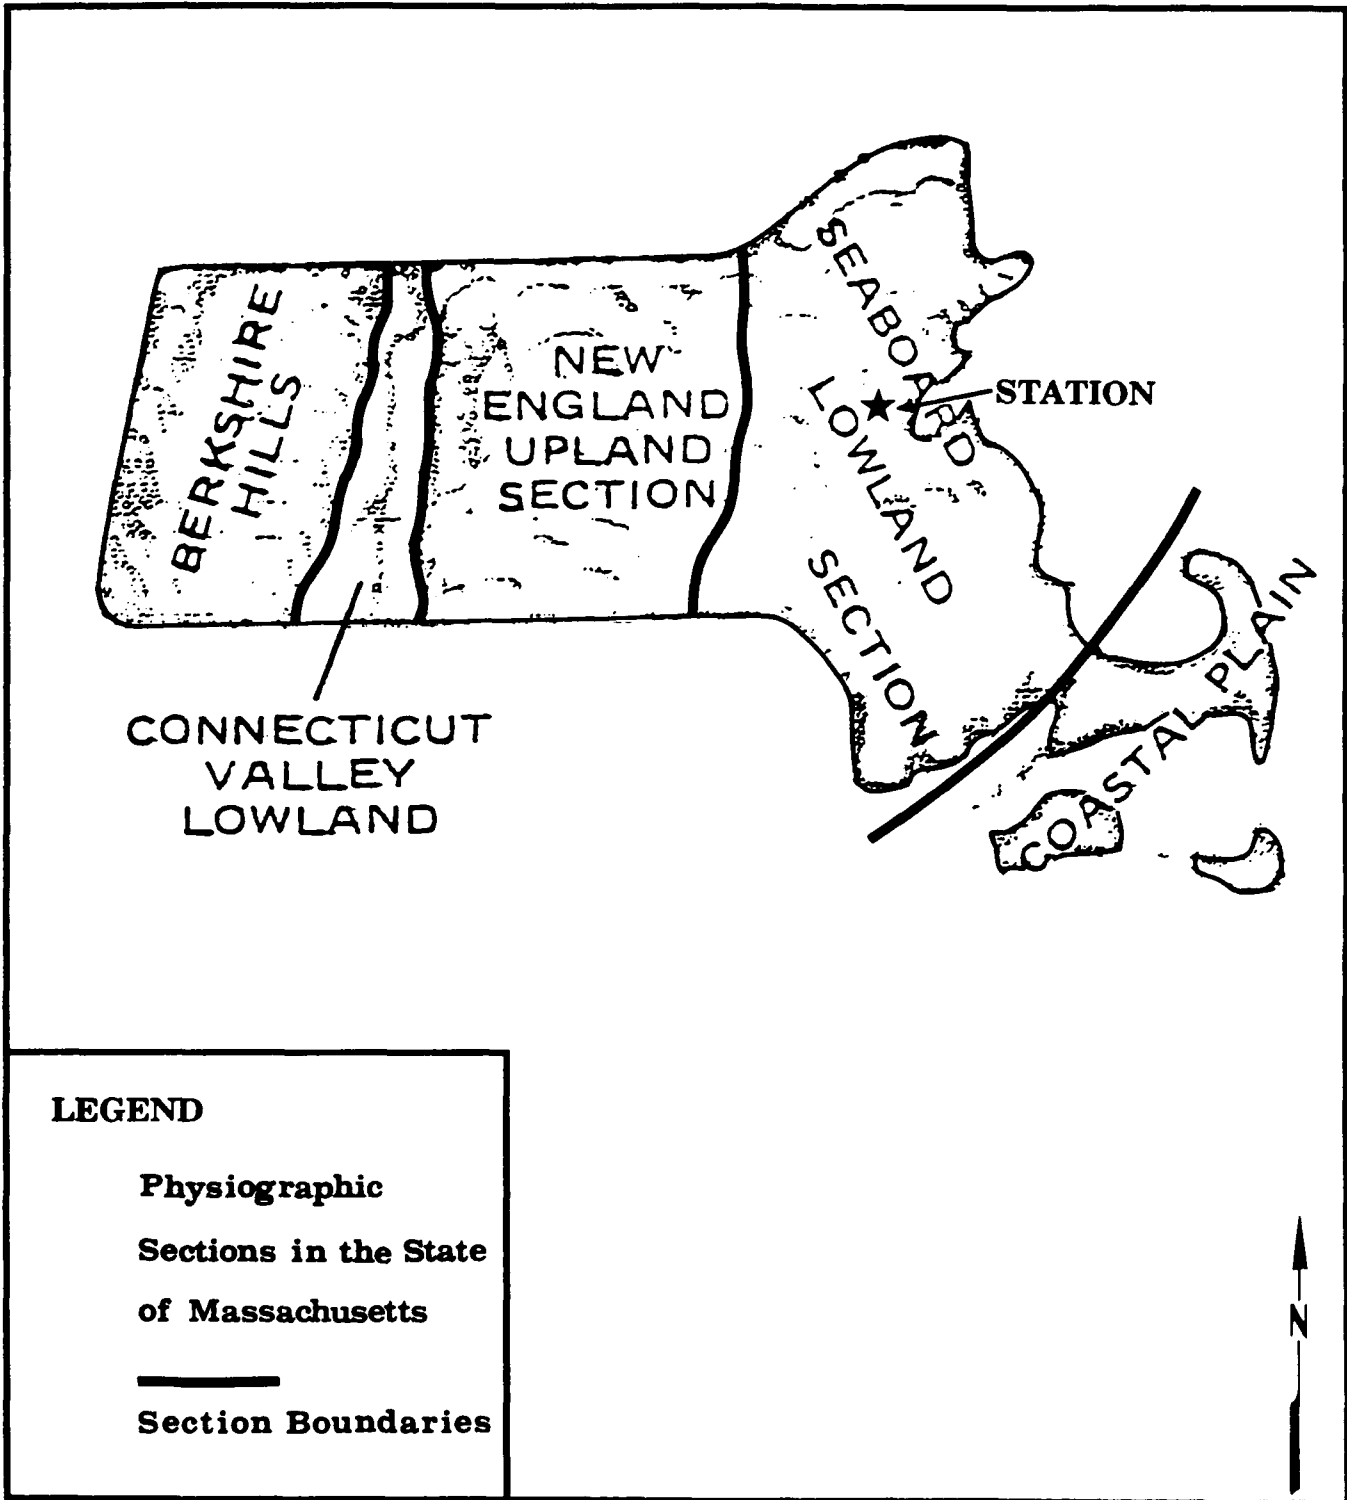 SEABOARD
LOWLAND
SECTION
STATION
BERKSHIRE
HILLS
NEW
ENGLAND
UPLAND
SECTION
CONNECTICUT
VALLEY
LOWLAND
COASTAL PLAIN
LEGEND
Physiographic
Sections in the State
of Massachusetts
Section Boundaries
N